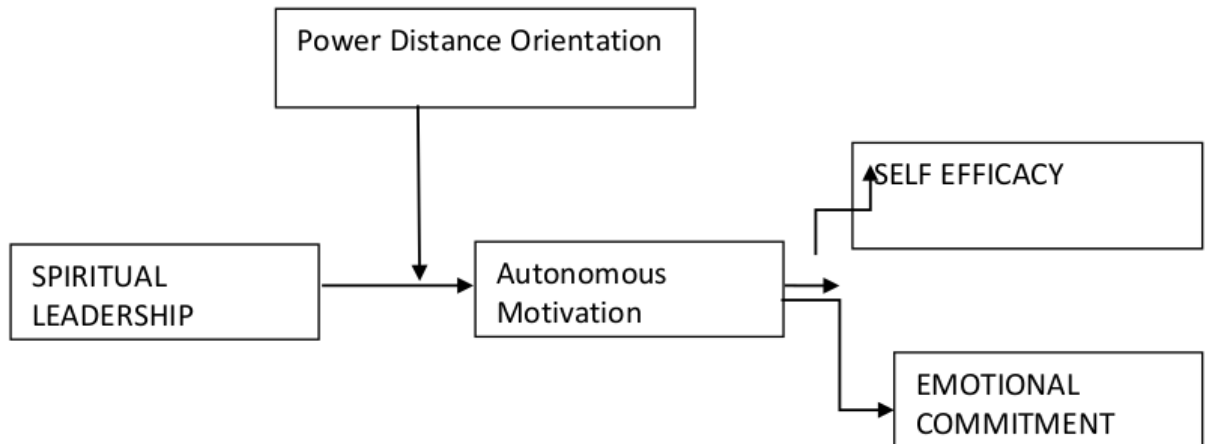 Power Distance Orientation
SELF EFFICACY
SPIRITUAL
LEADERSHIP
Autonomous
Motivation
EMOTIONAL
COMMITMENT